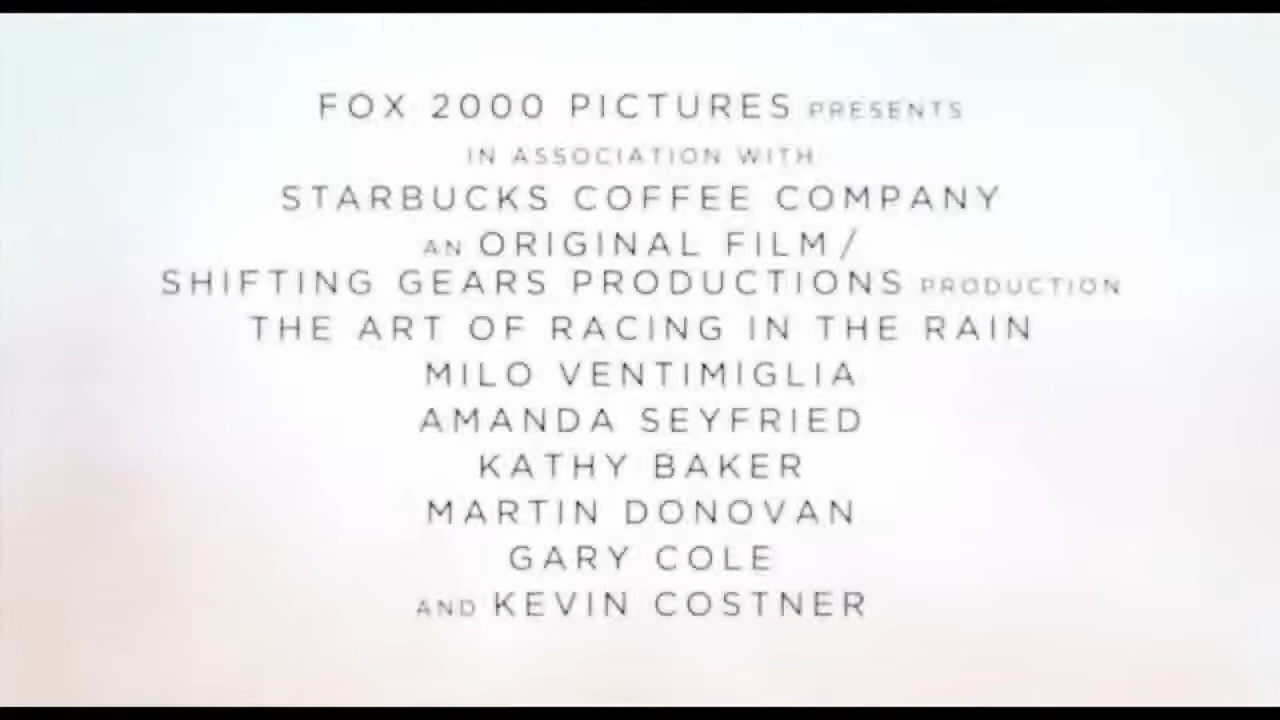 FOX 2000 PICTURES PRESENTS
IN ASSOCIATION WITH
STARBUCKS COFFEE COMPANY
AN ORIGINAL FILM/
SHIFTING GEARS PRODUCTIONS PRODUCTION
THE ART OF RACING IN THE RAIN
MILO VENTIMIGLIA
AMANDA SEYFRIED
KATHY BAKER
MARTIN DONOVAN
GARY COLE
AND KEVIN COSTNER